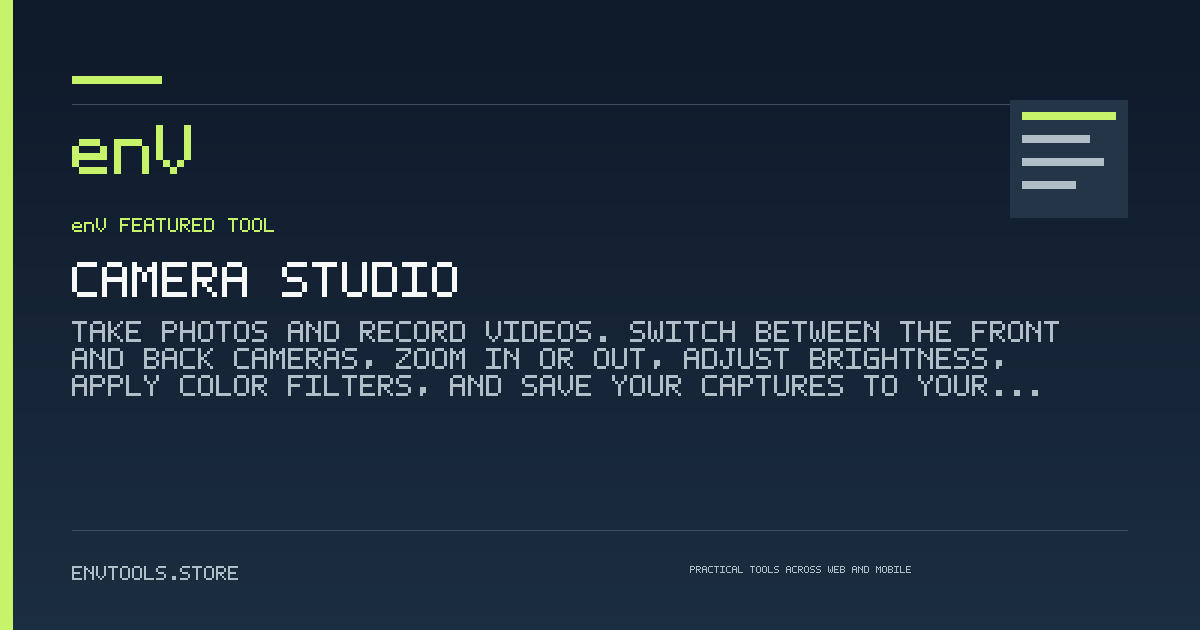 enV
enV FEATURED TOOL
CAMERA STUDIO
TAKE PHOTOS AND RECORD VIDEOS. SWITCH BETWEEN THE FRONT
AND BACK CAMERAS, ZOOM IN OR OUT, ADJUST BRIGHTNESS,
APPLY COLOR FILTERS, AND SAVE YOUR CAPTURES TO YOUR...
ENVTOOLS.STORE
PRACTICAL TOOLS ACROSS WEB AND MOBILE